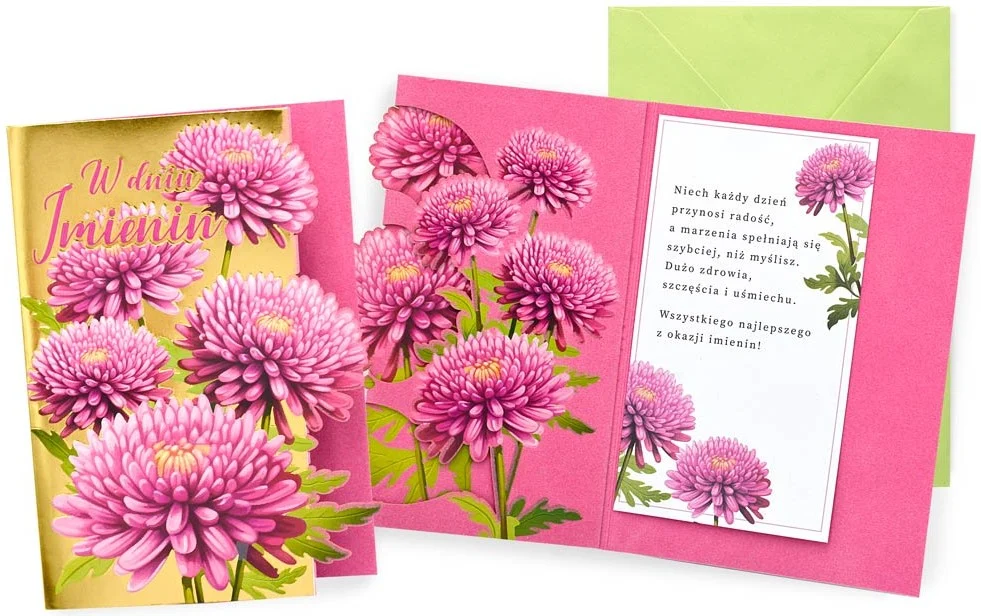 W dniu
Imienin
Niech każdy dzień
przynosi radość,
a marzenia spełniają się
szybciej, niż myślisz.
Dużo zdrowia,
szczęścia i uśmiechu.
Wszystkiego najlepszego
z okazji imienin!